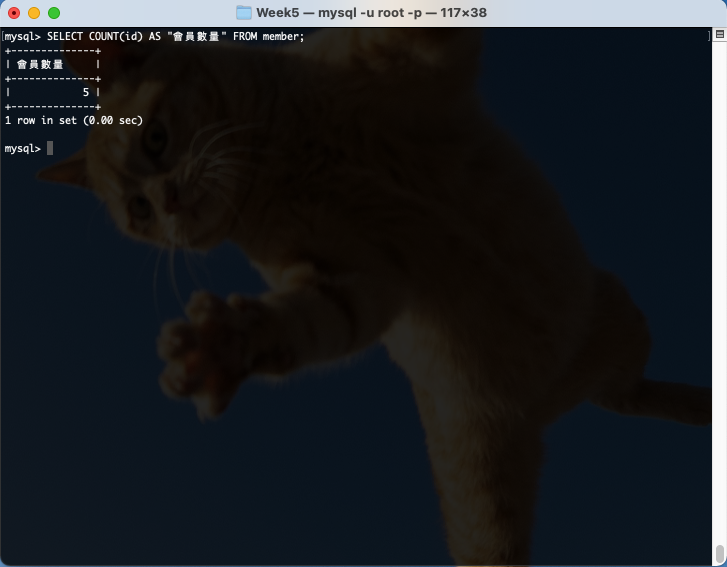 Week5 — mysql -u root -p — 117×38
mysql> SELECT COUNT(id) AS "會員數量" FROM member;
+--------------+
| 會員數量     |
+--------------+
|            5 |
+--------------+
1 row in set (0.00 sec)
mysql>